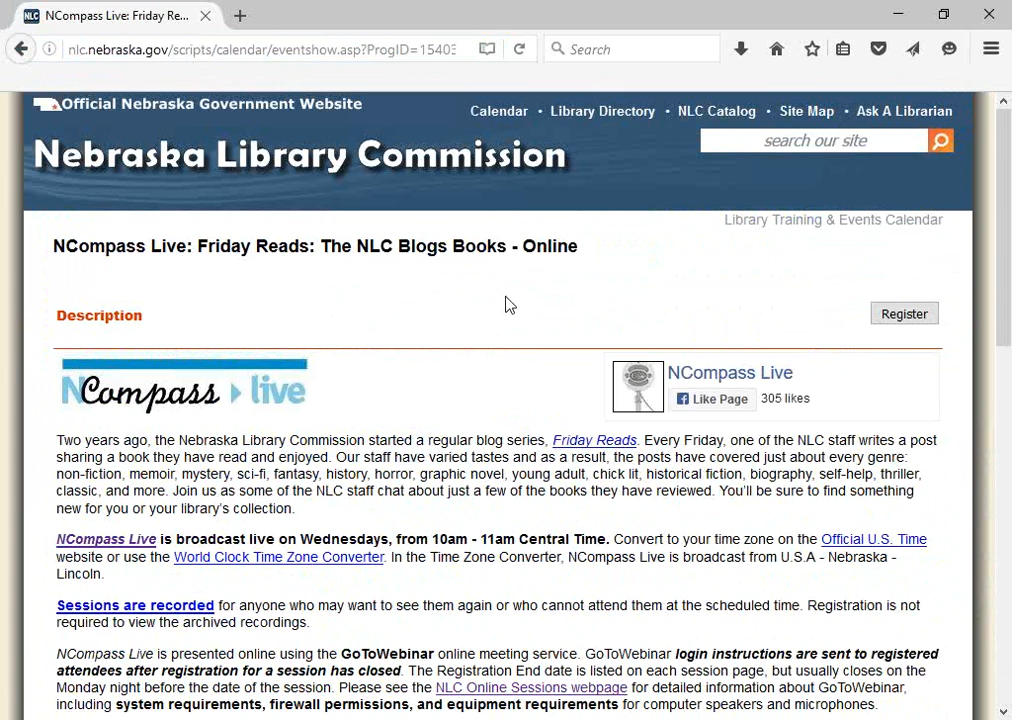 NLC
NCompass Live: Friday Re...
nlc.nebraska.gov/scripts/calendar/eventshow.asp?ProgID=15403
Search
Official Nebraska Government Website
Calendar • Library Directory • NLC Catalog • Site Map • Ask A Librarian
Nebraska Library Commission
search our site
Library Training & Events Calendar
NCompass Live: Friday Reads: The NLC Blogs Books - Online
Description
Register
NCompass live
NCompass Live
Like Page
305 likes
Two years ago, the Nebraska Library Commission started a regular blog series, Friday Reads. Every Friday, one of the NLC staff writes a post
sharing a book they have read and enjoyed. Our staff have varied tastes and as a result, the posts have covered just about every genre:
non-fiction, memoir, mystery, sci-fi, fantasy, history, horror, graphic novel, young adult, chick lit, historical fiction, biography, self-help, thriller,
classic, and more. Join us as some of the NLC staff chat about just a few of the books they have reviewed. You'll be sure to find something
new for you or your library's collection.
NCompass Live is broadcast live on Wednesdays, from 10am - 11am Central Time. Convert to your time zone on the Official U.S. Time
website or use the World Clock Time Zone Converter. In the Time Zone Converter, NCompass Live is broadcast from U.S.A - Nebraska -
Lincoln.
Sessions are recorded for anyone who may want to see them again or who cannot attend them at the scheduled time. Registration is not
required to view the archived recordings.
NCompass Live is presented online using the GoToWebinar online meeting service. GoToWebinar login instructions are sent to registered
attendees after registration for a session has closed. The Registration End date is listed on each session page, but usually closes on the
Monday night before the date of the session. Please see the NLC Online Sessions webpage for detailed information about GoToWebinar,
including system requirements, firewall permissions, and equipment requirements for computer speakers and microphones.